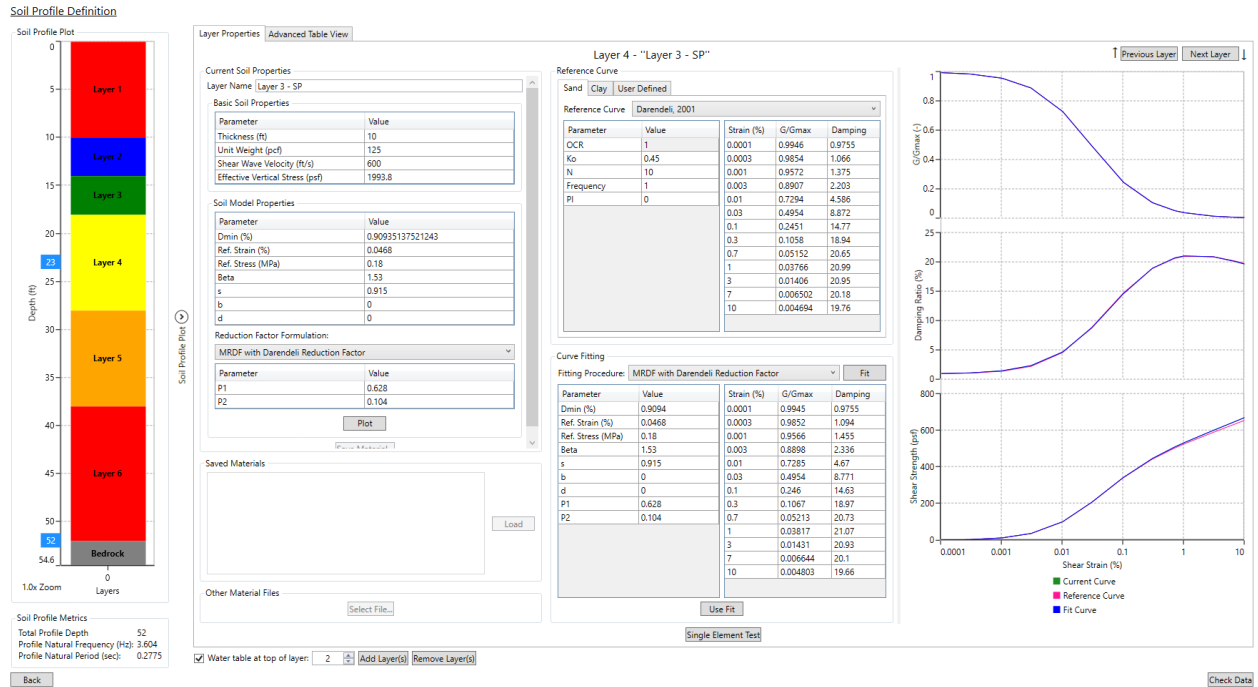 Soil Profile Definition
Soil Profile Plot
0
5
10
15
20
23
25
30
35
40
45
50
52
54.6
Depth (ft)
Layer 1
Layer 2
Layer 3
Layer 4
Layer 5
Layer 6
Bedrock
0
1.0x Zoom
Layers
Soil Profile Metrics
Total Profile Depth 52
Profile Natural Frequency (Hz): 3.604
Profile Natural Period (sec): 0.2775
Back
Soil Profile Plot
Layer Properties
Advanced Table View
Layer 4 - "Layer 3 - SP"
Previous Layer
Next Layer
Current Soil Properties
Layer Name Layer 3 - SP
Basic Soil Properties
Parameter Value
Thickness (ft) 10
Unit Weight (pcf) 125
Shear Wave Velocity (ft/s) 600
Effective Vertical Stress (psf) 1993.8
Soil Model Properties
Parameter Value
Dmin (%) 0.90935137521243
Ref. Strain (%) 0.0468
Ref. Stress (MPa) 0.18
Beta 1.53
s 0.915
b 0
d 0
Reduction Factor Formulation:
MRDF with Darendeli Reduction Factor
Parameter Value
P1 0.628
P2 0.104
Plot
Save Material
Saved Materials
Load
Other Material Files
Select File...
Reference Curve
Sand Clay User Defined
Reference Curve Darendeli, 2001
Parameter Value
OCR 1
Ko 0.45
N 10
Frequency 1
PI 0
Strain (%) G/Gmax Damping
0.0001 0.9946 0.9755
0.0003 0.9854 1.066
0.001 0.9572 1.375
0.003 0.8907 2.203
0.01 0.7294 4.586
0.03 0.4954 8.872
0.1 0.2451 14.77
0.3 0.1058 18.94
0.7 0.05152 20.65
1 0.03766 20.99
3 0.01406 20.95
7 0.006502 20.18
10 0.004694 19.76
Curve Fitting
Fitting Procedure: MRDF with Darendeli Reduction Factor
Fit
Parameter Value
Dmin (%) 0.9094
Ref. Strain (%) 0.0468
Ref. Stress (MPa) 0.18
Beta 1.53
s 0.915
b 0
d 0
P1 0.628
P2 0.104
Strain (%) G/Gmax Damping
0.0001 0.9945 0.9755
0.0003 0.9852 1.094
0.001 0.9566 1.455
0.003 0.8898 2.336
0.01 0.7285 4.67
0.03 0.4954 8.771
0.1 0.246 14.63
0.3 0.1067 18.97
0.7 0.05213 20.73
1 0.03817 21.07
3 0.01431 20.93
7 0.006644 20.1
10 0.004803 19.66
Use Fit
Single Element Test
G/Gmax (-)
1
0.8
0.6
0.4
0.2
0
Damping Ratio (%)
25
20
15
10
5
0
Shear Strength (psf)
800
600
400
200
0
0.0001 0.001 0.01 0.1 1 10
Shear Strain (%)
Current Curve
Reference Curve
Fit Curve
Water table at top of layer: 2
Add Layer(s)
Remove Layer(s)
Check Data